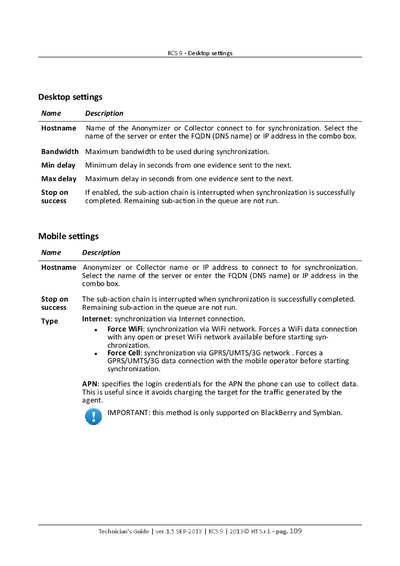 RCS 9 - Desktop settings
Desktop settings
Name Description
Hostname Name of the Anonymizer or Collector connect to for synchronization. Select the
name of the server or enter the FQDN (DNS name) or IP address in the combo box.
Bandwidth Maximum bandwidth to be used during synchronization.
Min delay Minimum delay in seconds from one evidence sent to the next.
Max delay Maximum delay in seconds from one evidence sent to the next.
Stop on If enabled, the sub-action chain is interrupted when synchronization is successfully
success completed. Remaining sub-action in the queue are not run.
Mobile settings
Name Description
Hostname Anonymizer or Collector name or IP address to connect to for synchronization.
Select the name of the server or enter the FQDN (DNS name) or IP address in the
combo box.
Stop on The sub-action chain is interrupted when synchronization is successfully completed.
success Remaining sub-action in the queue are not run.
Type Internet: synchronization via Internet connection.
• Force WiFi: synchronization via WiFi network. Forces a WiFi data connection
with any open or preset WiFi network available before starting syn-
chronization.
• Force Cell: synchronization via GPRS/UMTS/3G network . Forces a
GPRS/UMTS/3G data connection with the mobile operator before starting
synchronization.
APN: specifies the login credentials for the APN the phone can use to collect data.
This is useful since it avoids charging the target for the traffic generated by the
agent.
IMPORTANT: this method is only supported on BlackBerry and Symbian.
Technician's Guide | ver.1.5 SEP-2013 | RCS 9 | 2013© HT S.r.l. - pag. 109